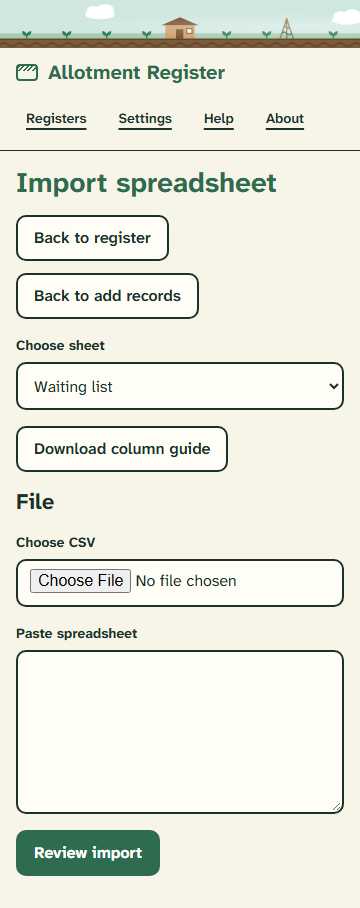 Allotment Register
Registers Settings Help About
Import spreadsheet
Back to register
Back to add records
Choose sheet
Waiting list
Download column guide
File
Choose CSV
Choose File No file chosen
Paste spreadsheet
Review import